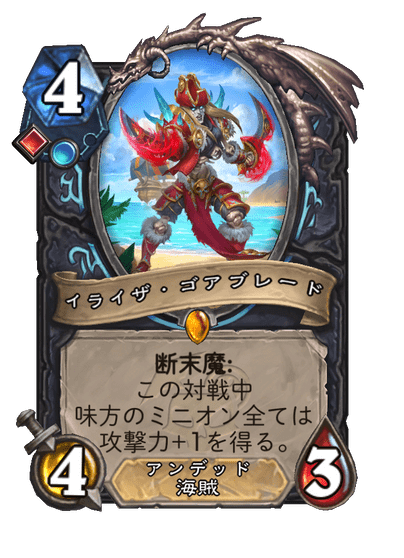 4
イライザ・ゴアブレード
断末魔:
この対戦中
味方のミニオン全ては
攻撃力+1を得る。
アンデッド
海賊
4
3